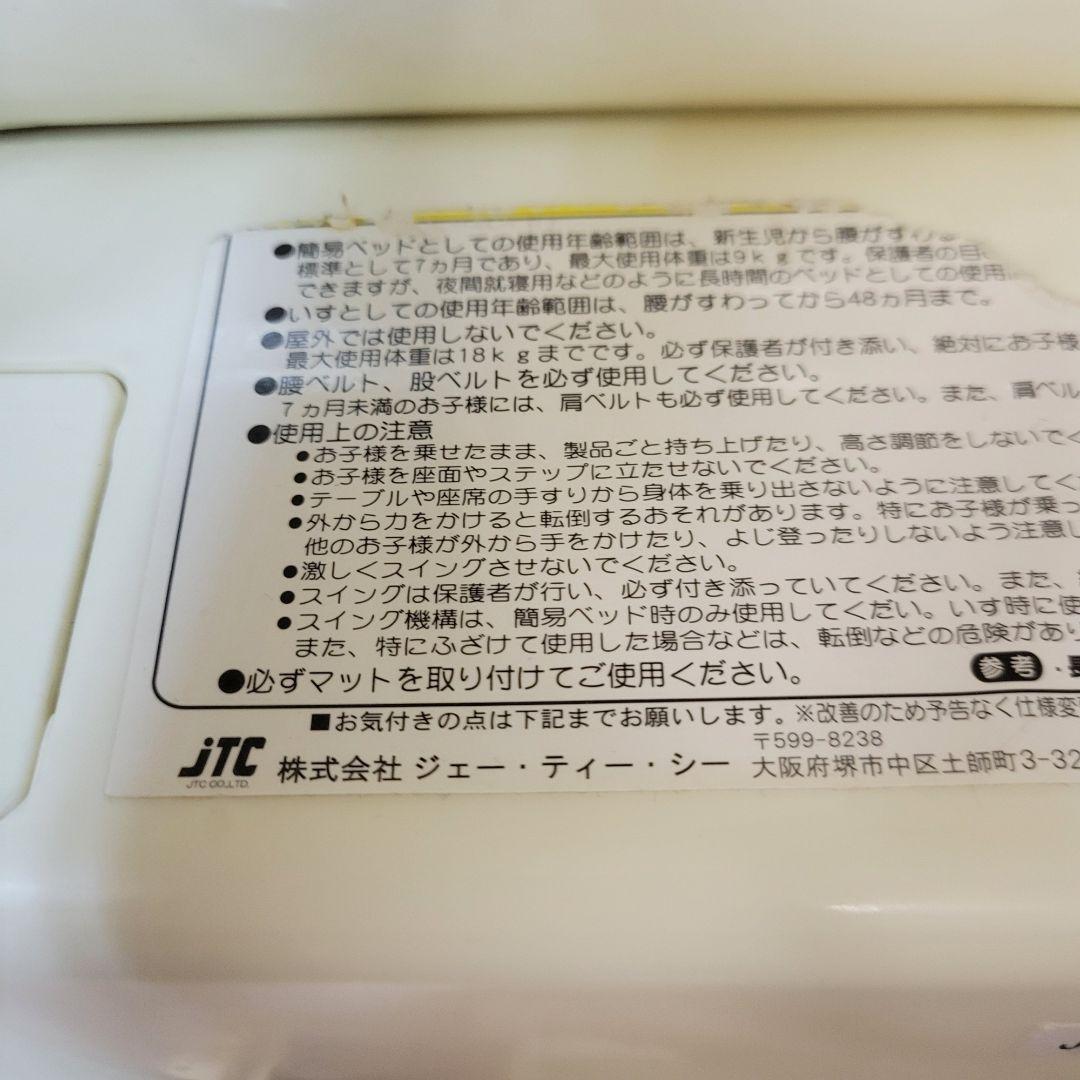 ●簡易ベッドとしての使用年齢範囲は、新生児から腰がすわる
標準として7ヵ月であり、最大使用体重は9kgです。保護者の目
できますが、夜間就寝用などのように長時間のベッドとしての使用
●いすとしての使用年齢範囲は、腰がすわってから48ヵ月まで。
●屋外では使用しないでください。
最大使用体重は18kgまでです。必ず保護者が付き添い、絶対にお子様
●腰ベルト、股ベルトを必ず使用してください。
7ヵ月未満のお子様には、肩ベルトも必ず使用してください。また、肩ベル
●使用上の注意
●お子様を乗せたまま、製品ごと持ち上げたり、高さ調節をしないでく
●お子様を座面やステップに立たせないでください。
●テーブルや座席の手すりから身体を乗り出さないように注意してく
●外から力をかけると転倒するおそれがあります。特にお子様が乗っ
他のお子様が外から手をかけたり、よじ登ったりしないよう注意し
●激しくスイングさせないでください。
●スイングは保護者が行い、必ず付き添っていてください。また、
●スイング機構は、簡易ベッド時のみ使用してくだい。いす時に使
また、特にふざけて使用した場合などは、転倒などの危険があり
●必ずマットを取り付けてご使用ください。
参考・長
■お気付きの点は下記までお願いします。※改善のため予告なく仕様変
〒599-8238
JTC 株式会社 ジェー・ティー・シー 大阪府堺市中区土師町3-32
JTC CO.,LTD.